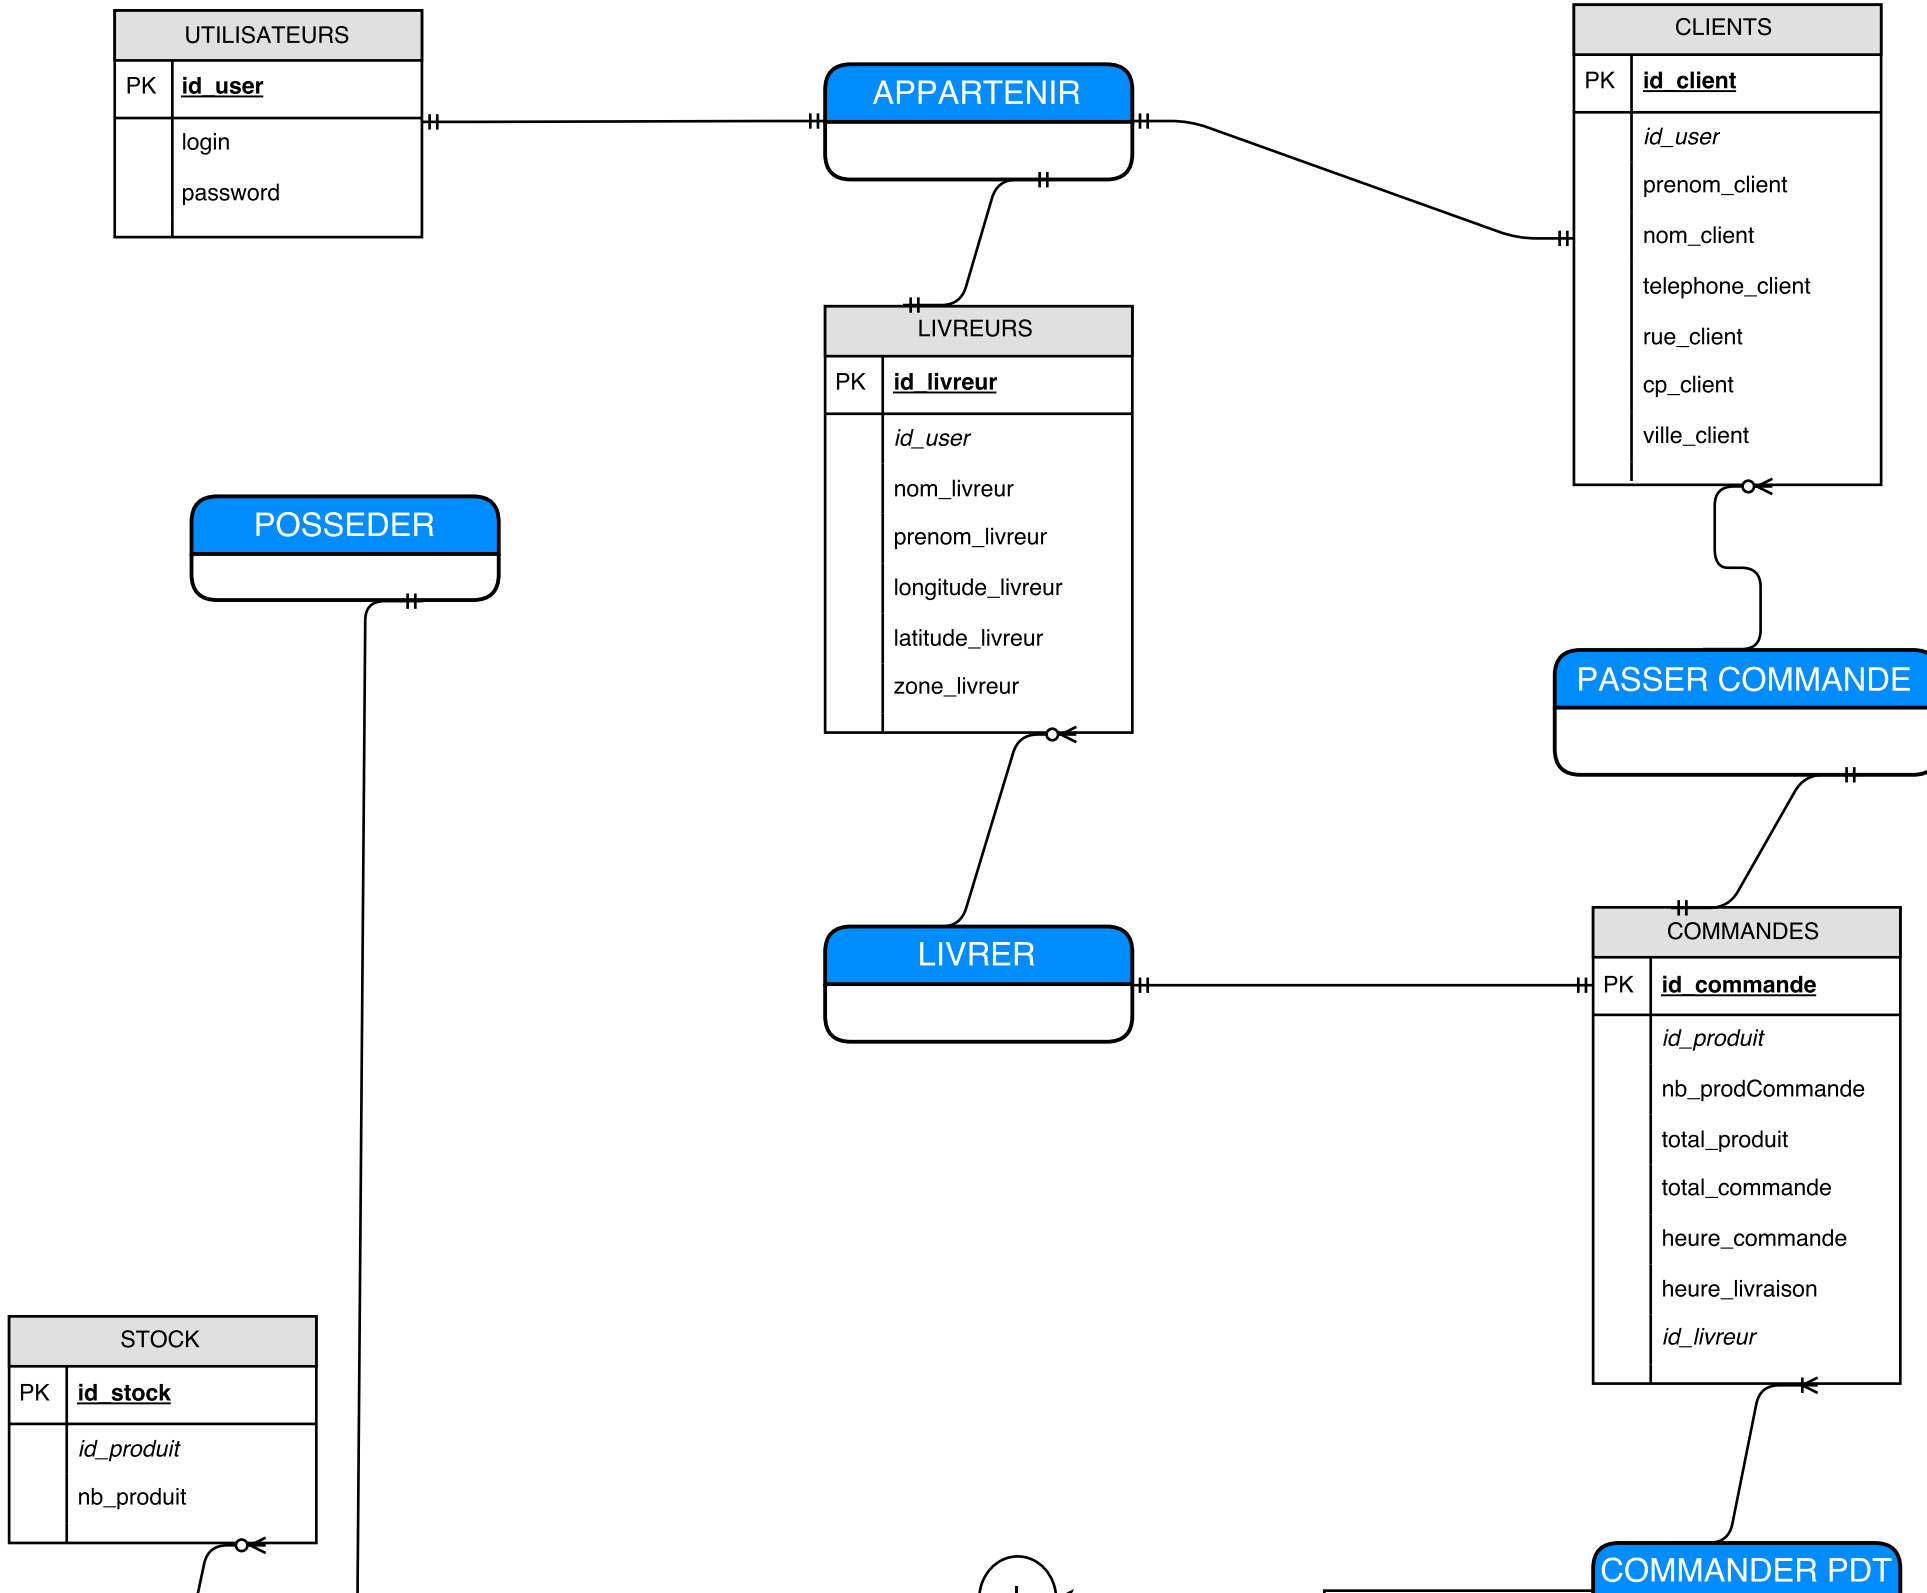 UTILISATEURS
PK id_user
login
password
APPARTENIR
CLIENTS
PK id_client
id_user
prenom_client
nom_client
telephone_client
rue_client
cp_client
ville_client
LIVREURS
PK id_livreur
id_user
nom_livreur
prenom_livreur
longitude_livreur
latitude_livreur
zone_livreur
POSSEDER
PASSER COMMANDE
LIVRER
COMMANDES
PK id_commande
id_produit
nb_prodCommande
total_produit
total_commande
heure_commande
heure_livraison
id_livreur
STOCK
PK id_stock
id_produit
nb_produit
COMMANDER PDT